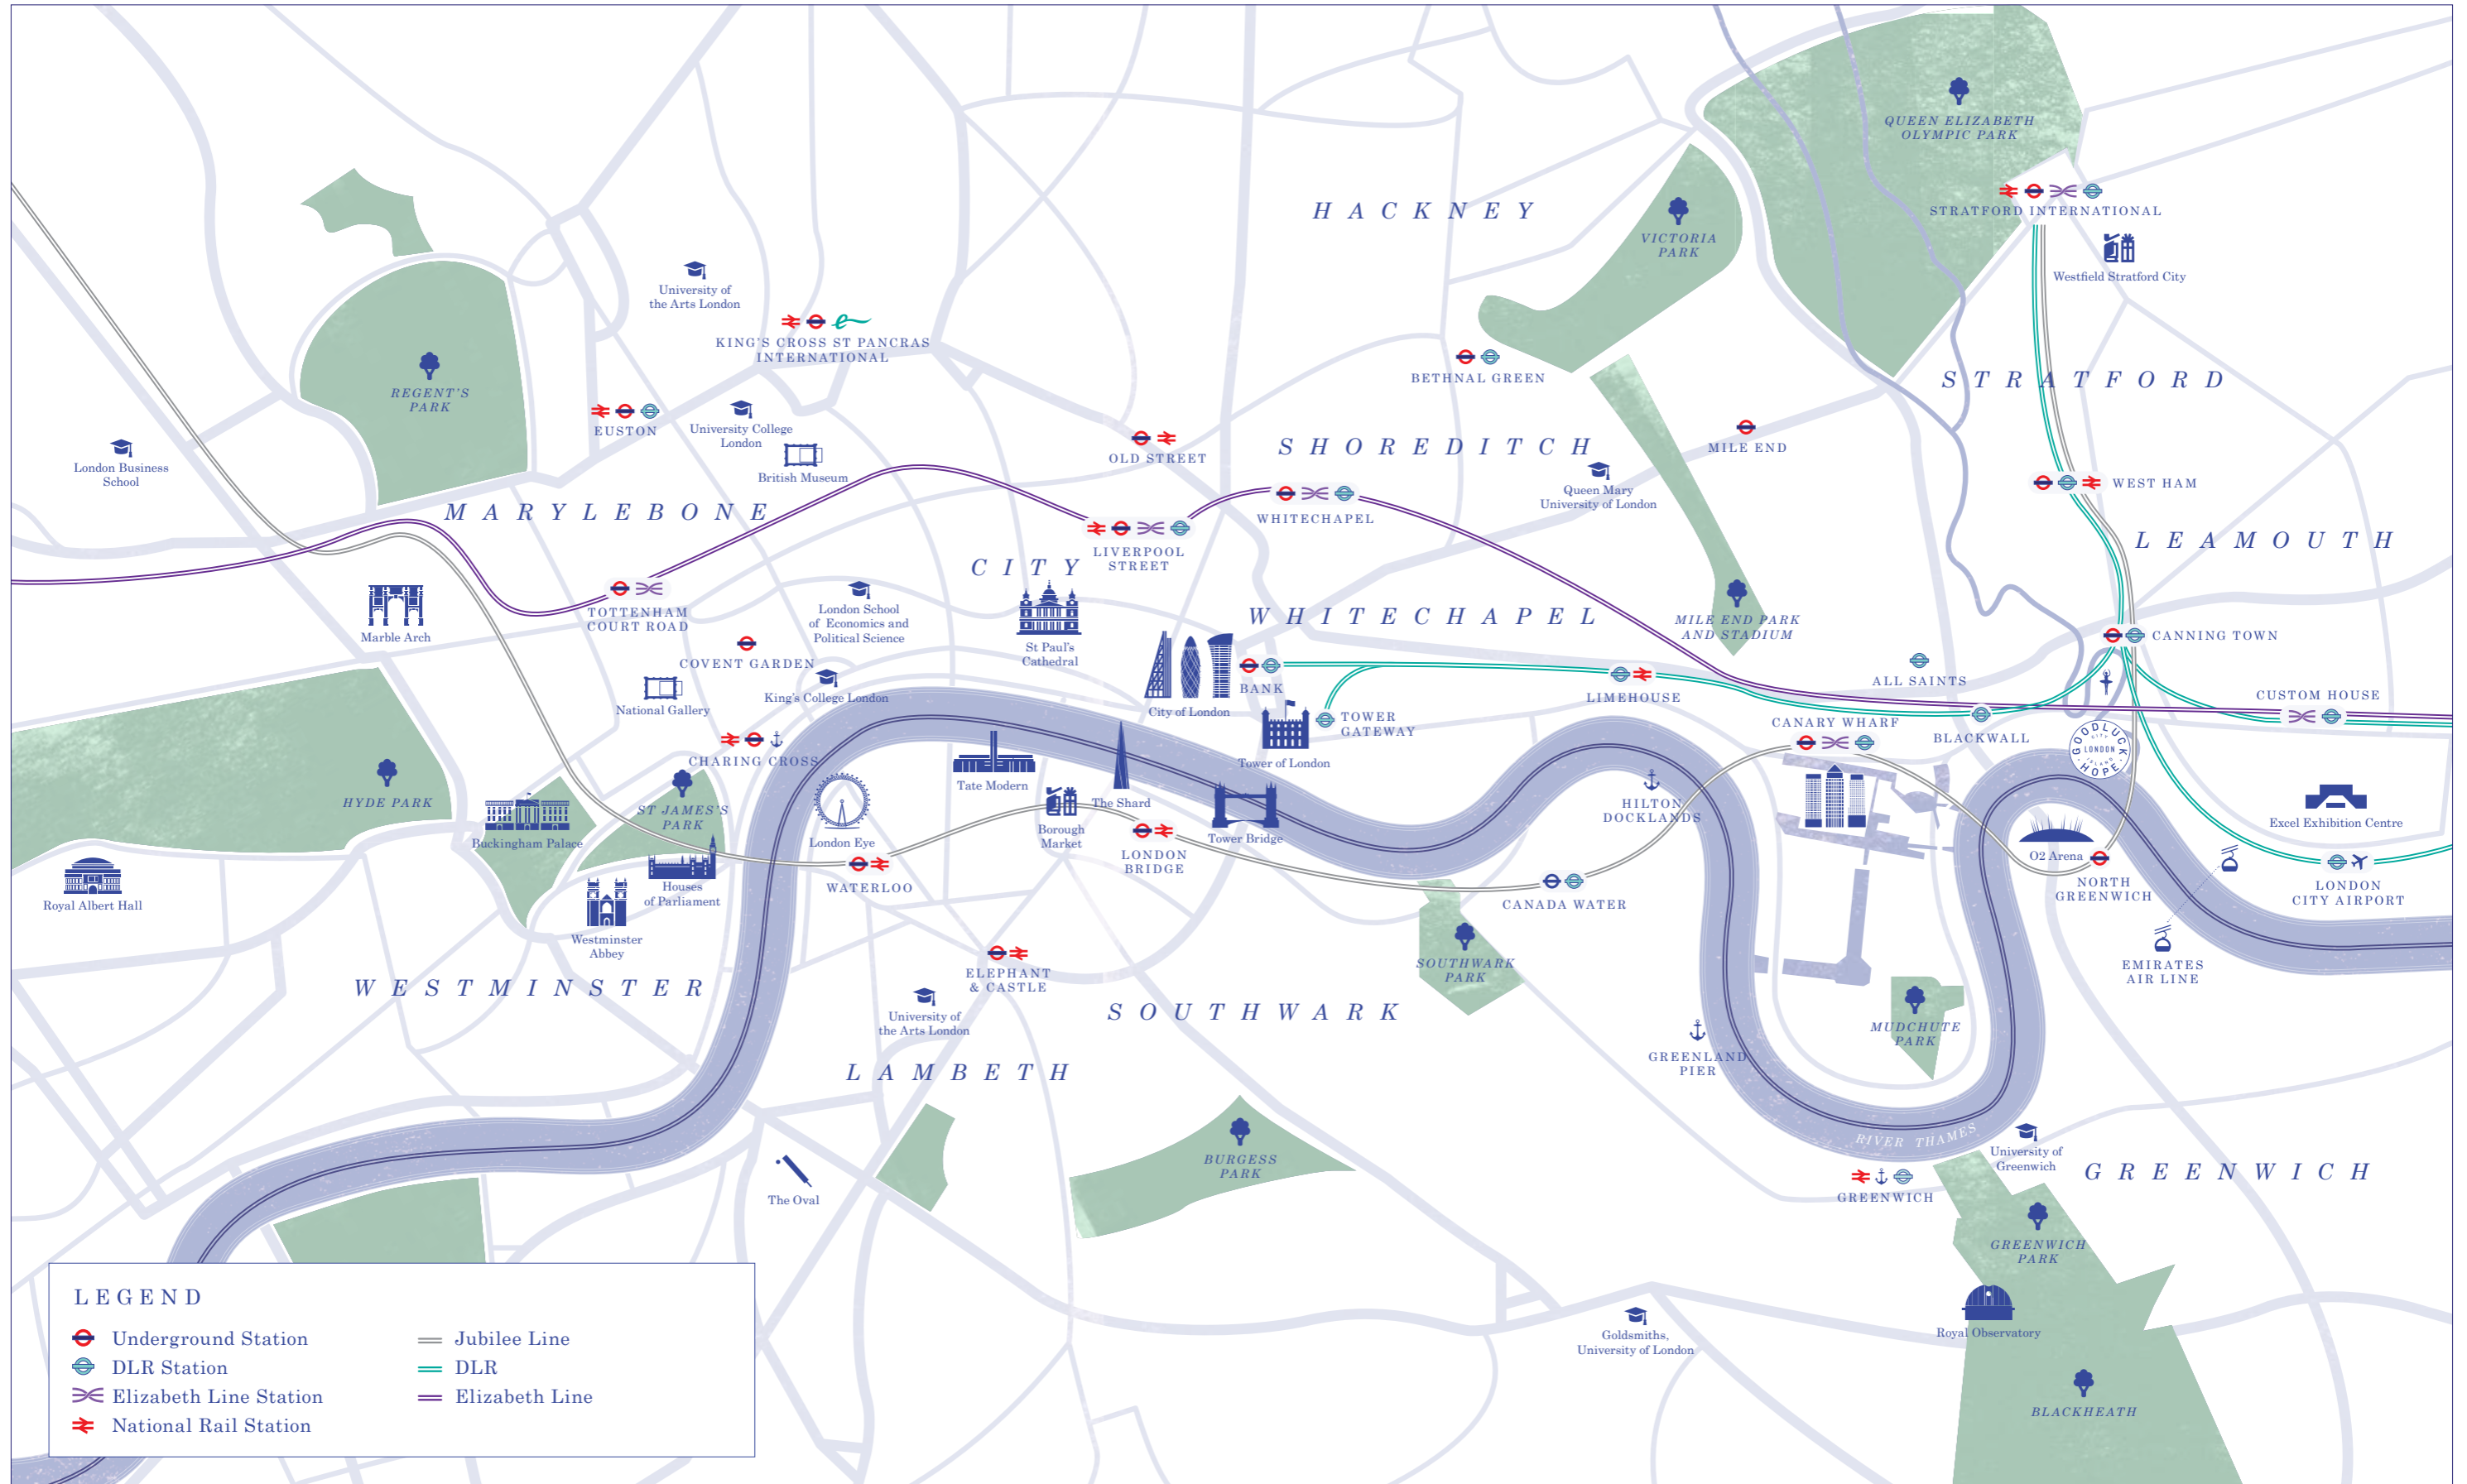 QUEEN ELIZABETH
OLYMPIC PARK
HACKNEY
STRATFORD INTERNATIONAL
VICTORIA
PARK
Westfield Stratford City
University of
the Arts London
KING'S CROSS ST PANCRAS
INTERNATIONAL
BETHNAL GREEN
STRATFORD
REGENT'S
PARK
EUSTON
University College
London
OLD STREET
SHOREDITCH
MILE END
London Business
School
British Museum
Queen Mary
University of London
WEST HAM
MARYLEBONE
WHITECHAPEL
LEAMOUTH
LIVERPOOL
STREET
CITY
TOTTENHAM
COURT ROAD
London School
of Economics and
Political Science
WHITECHAPEL
MILE END PARK
AND STADIUM
Marble Arch
St Paul's
Cathedral
CANNING TOWN
COVENT GARDEN
BANK
LIMEHOUSE
ALL SAINTS
CUSTOM HOUSE
National Gallery
King's College London
City of London
TOWER
GATEWAY
CANARY WHARF
BLACKWALL
GOODLUCK
CITY
LONDON
ISLAND
HOPE
CHARING CROSS
Tower of London
HYDE PARK
ST JAMES'S
PARK
Tate Modern
The Shard
HILTON
DOCKLANDS
Buckingham Palace
London Eye
Borough
Market
Tower Bridge
Excel Exhibition Centre
LONDON
BRIDGE
O2 Arena
WATERLOO
Houses
of Parliament
NORTH
GREENWICH
LONDON
CITY AIRPORT
Royal Albert Hall
CANADA WATER
Westminster
Abbey
SOUTHWARK
PARK
EMIRATES
AIR LINE
ELEPHANT
& CASTLE
WESTMINSTER
SOUTHWARK
University of
the Arts London
MUDCHUTE
PARK
GREENLAND
PIER
LAMBETH
RIVER THAMES
BURGESS
PARK
University of
Greenwich
GREENWICH
The Oval
GREENWICH
GREENWICH
PARK
Royal Observatory
Goldsmiths,
University of London
BLACKHEATH
LEGEND
Underground Station
Jubilee Line
DLR Station
DLR
Elizabeth Line Station
Elizabeth Line
National Rail Station